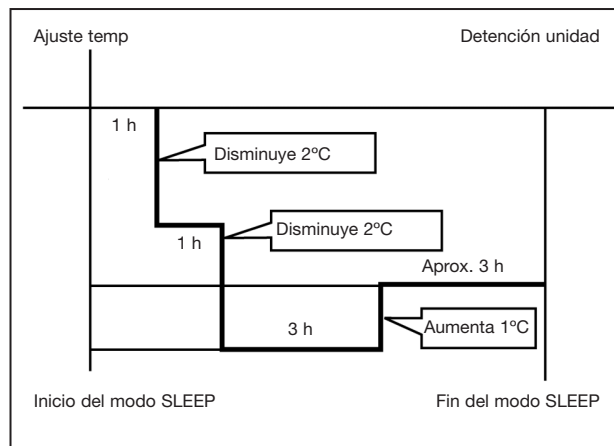 Ajuste temp
Detención unidad
1 h
Disminuye 2ºC
1 h
Disminuye 2ºC
Aprox. 3 h
3 h
Aumenta 1ºC
Inicio del modo SLEEP
Fin del modo SLEEP